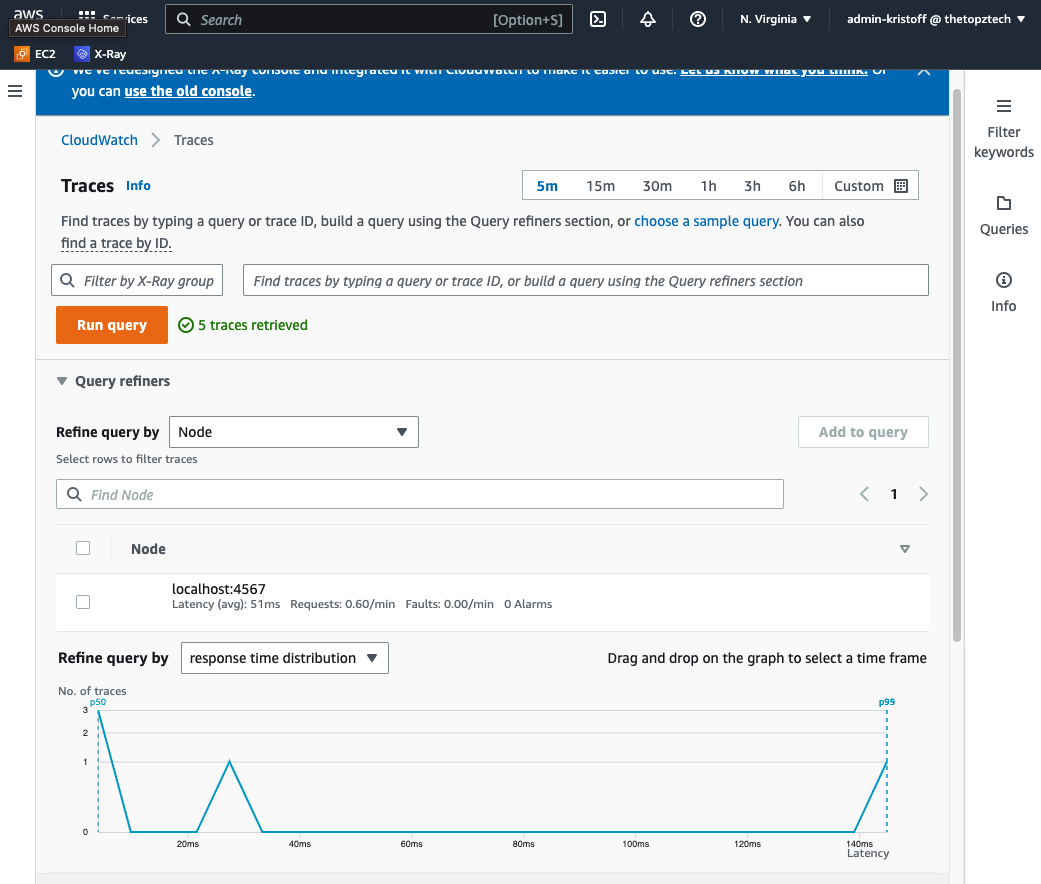 aws
Services
Search
[Option+S]
N. Virginia
admin-kristoff @ thetopztech
AWS Console Home
EC2
X-Ray
We've redesigned the X-Ray console and integrated it with CloudWatch to make it easier to use. Let us know what you think. Or
you can use the old console.
CloudWatch
Traces
Filter
keywords
Traces
Info
5m
15m
30m
1h
3h
6h
Custom
Find traces by typing a query or trace ID, build a query using the Query refiners section, or choose a sample query. You can also
find a trace by ID.
Queries
Filter by X-Ray group
Find traces by typing a query or trace ID, or build a query using the Query refiners section
Info
Run query
5 traces retrieved
Query refiners
Refine query by
Node
Add to query
Select rows to filter traces
Find Node
1
Node
localhost:4567
Latency (avg): 51ms Requests: 0.60/min Faults: 0.00/min 0 Alarms
Refine query by
response time distribution
Drag and drop on the graph to select a time frame
No. of traces
p50
p99
3
2
1
0
20ms
40ms
60ms
80ms
100ms
120ms
140ms
Latency